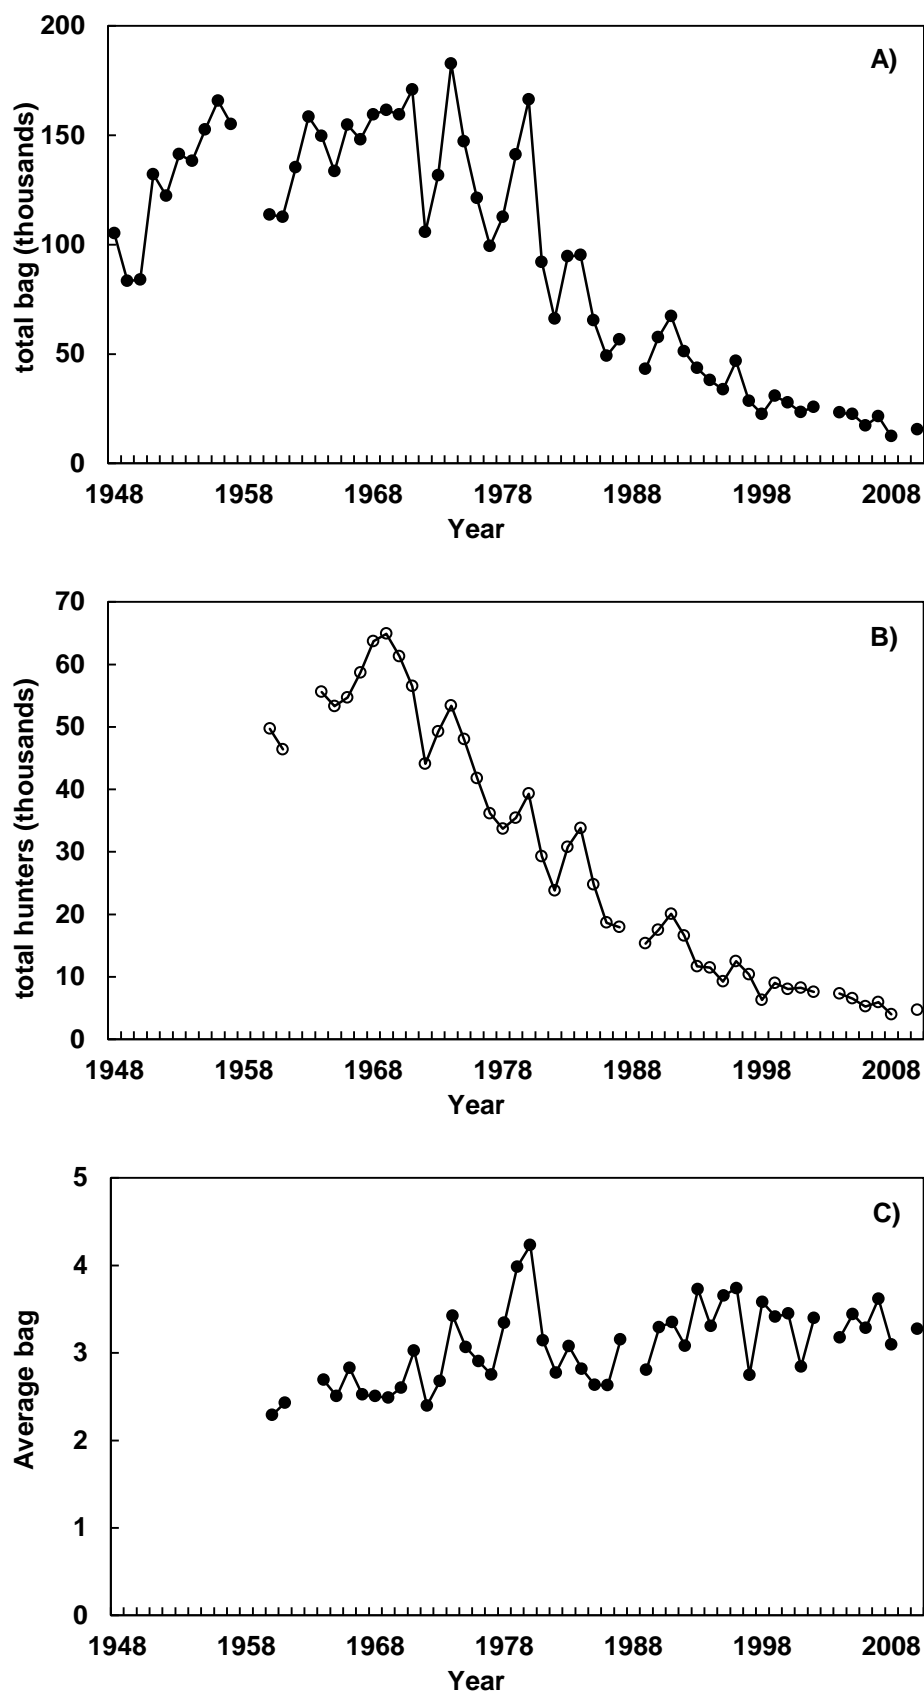 A)
total bag (thousands)
200
150
100
50
0
1948 1958 1968 1978 1988 1998 2008
Year
B)
total hunters (thousands)
70
60
50
40
30
20
10
0
1948 1958 1968 1978 1988 1998 2008
Year
C)
Average bag
5
4
3
2
1
0
1948 1958 1968 1978 1988 1998 2008
Year